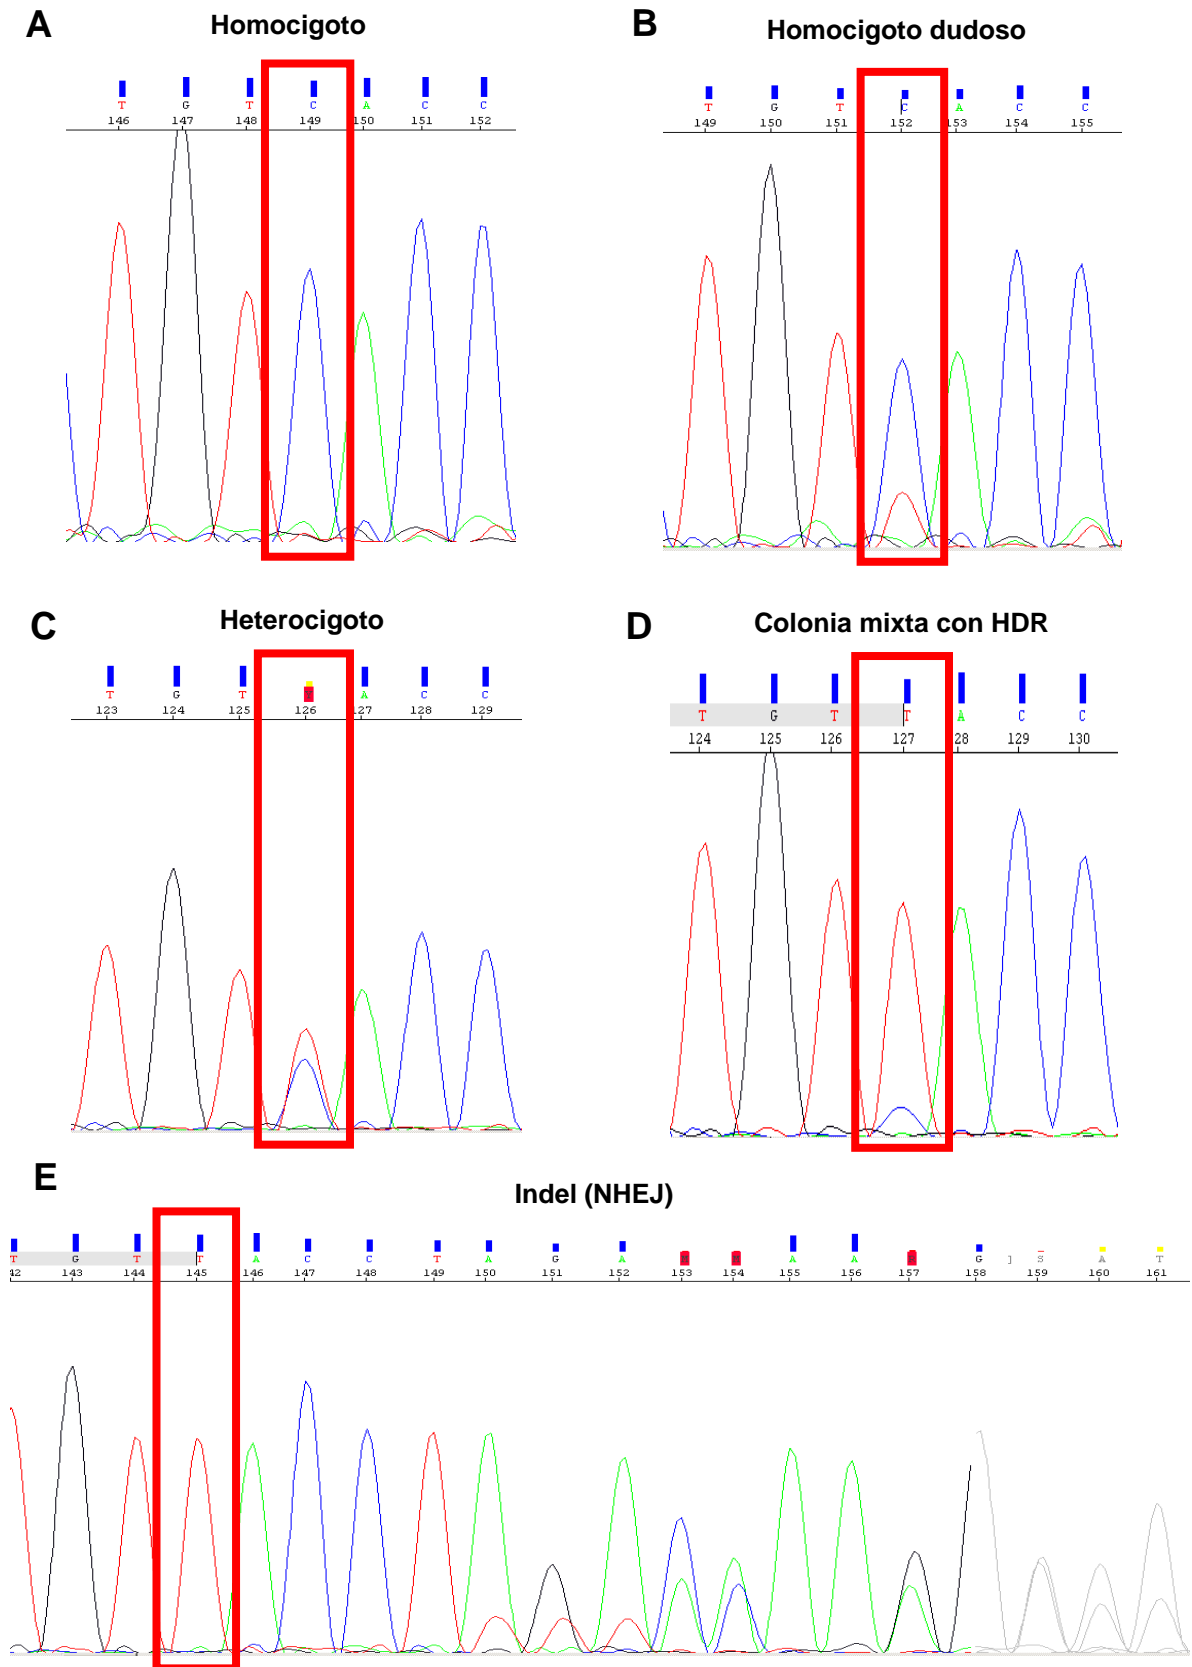 A
Homocigoto
T G T C A C C
146 147 148 149 150 151 152
B
Homocigoto dudoso
T G T C A C C
149 150 151 152 153 154 155
C
Heterocigoto
T G T Y A C C
123 124 125 126 127 128 129
D
Colonia mixta con HDR
T G T T A C C
124 125 126 127 28 129 130
E
Indel (NHEJ)
T G T T A C C T A G A M M A A R G ] S A T
42 143 144 145 146 147 148 149 150 151 152 153 154 155 156 157 158 159 160 161